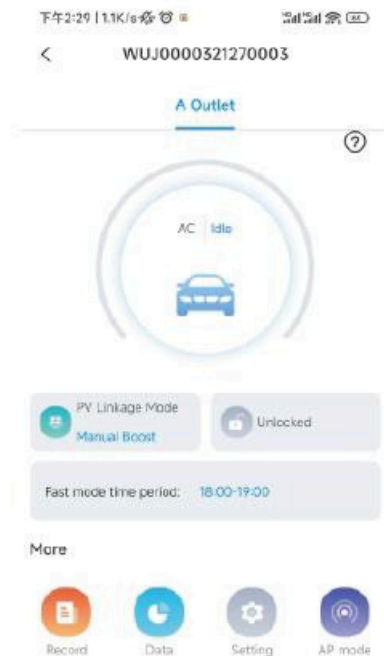 下午2:29 | 1.1K/s
WUJ0000321270003
A Outlet
?
AC Idle
PV Linkage Mode
Manual Boost
Unlocked
Fast mode time period: 18:00-19:00
More
Record Data Setting AP mode